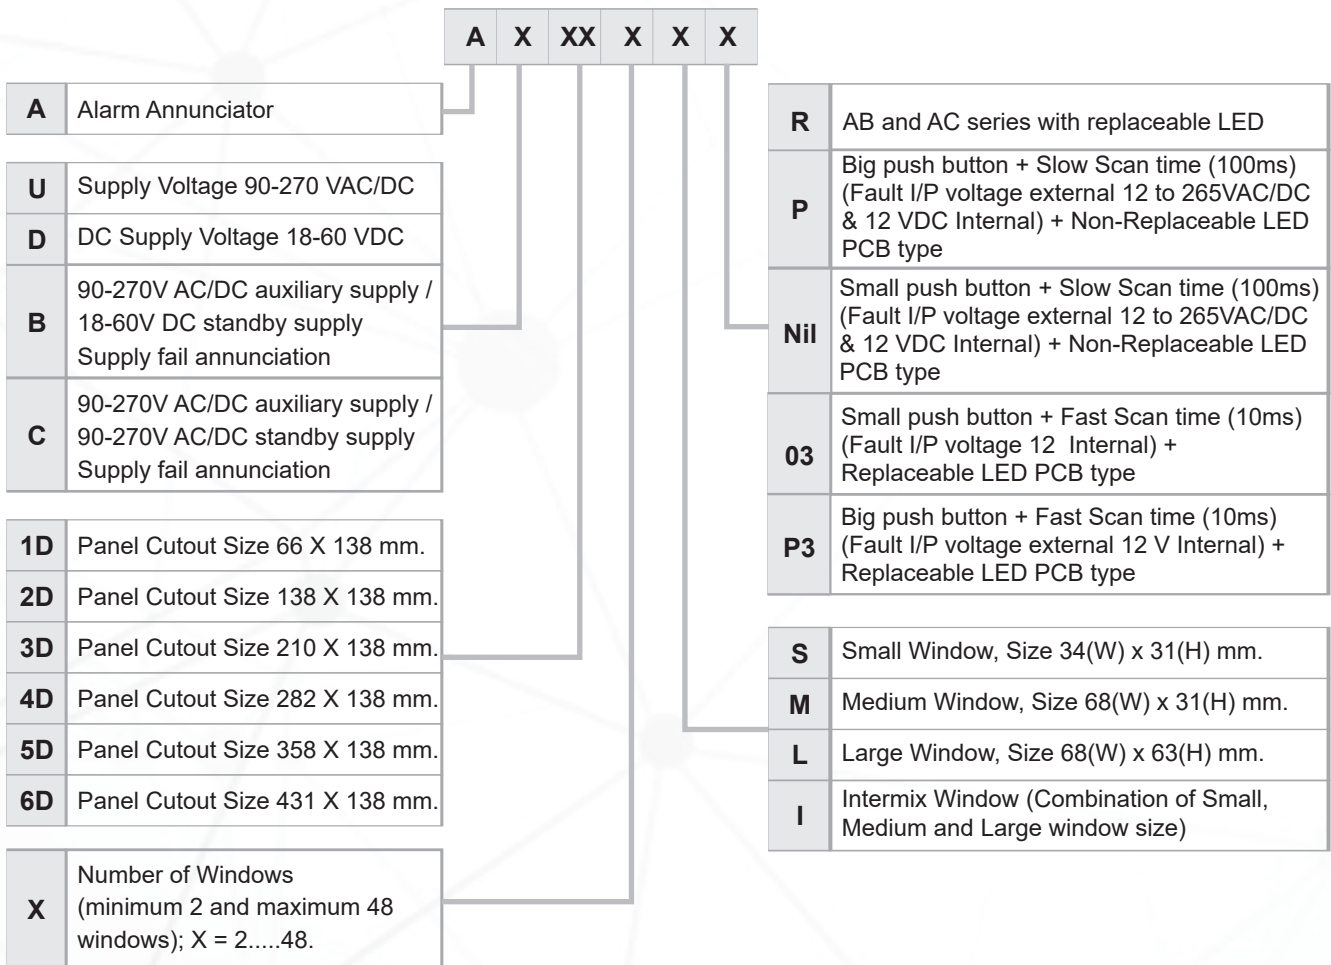 A X XX X X X
A Alarm Annunciator
U Supply Voltage 90-270 VAC/DC
D DC Supply Voltage 18-60 VDC
B
90-270V AC/DC auxiliary supply /
18-60V DC standby supply
Supply fail annunciation
C
90-270V AC/DC auxiliary supply /
90-270V AC/DC standby supply
Supply fail annunciation
1D Panel Cutout Size 66 X 138 mm.
2D Panel Cutout Size 138 X 138 mm.
3D Panel Cutout Size 210 X 138 mm.
4D Panel Cutout Size 282 X 138 mm.
5D Panel Cutout Size 358 X 138 mm.
6D Panel Cutout Size 431 X 138 mm.
X
Number of Windows
(minimum 2 and maximum 48
windows); X = 2.....48.
R AB and AC series with replaceable LED
P
Big push button + Slow Scan time (100ms)
(Fault I/P voltage external 12 to 265VAC/DC
& 12 VDC Internal) + Non-Replaceable LED
PCB type
Nil
Small push button + Slow Scan time (100ms)
(Fault I/P voltage external 12 to 265VAC/DC
& 12 VDC Internal) + Non-Replaceable LED
PCB type
03
Small push button + Fast Scan time (10ms)
(Fault I/P voltage 12 Internal) +
Replaceable LED PCB type
P3
Big push button + Fast Scan time (10ms)
(Fault I/P voltage external 12 V Internal) +
Replaceable LED PCB type
S Small Window, Size 34(W) x 31(H) mm.
M Medium Window, Size 68(W) x 31(H) mm.
L Large Window, Size 68(W) x 63(H) mm.
I
Intermix Window (Combination of Small,
Medium and Large window size)